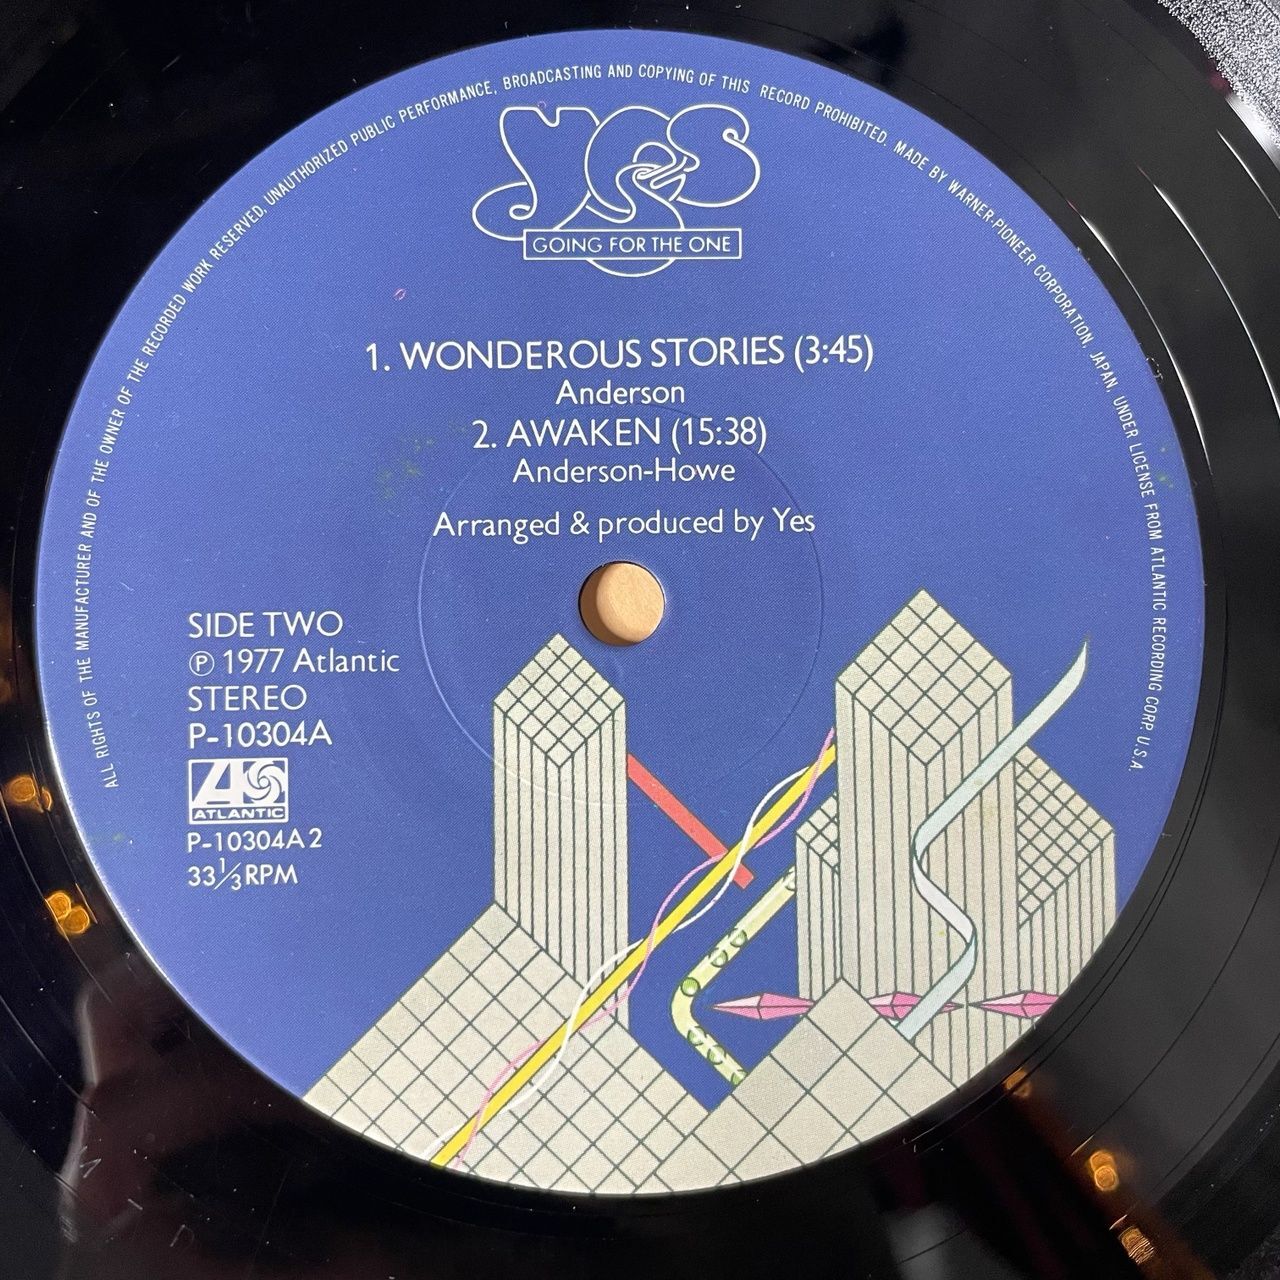 ALL RIGHTS OF THE MANUFACTURER AND OF THE OWNER OF THE RECORDED WORK RESERVED, UNAUTHORIZED PUBLIC PERFORMANCE, BROADCASTING AND COPYING OF THIS RECORD PROHIBITED. MADE BY WARNER-PIONEER CORPORATION, JAPAN, UNDER LICENSE FROM ATLANTIC RECORDING CORP. U.S.A.
YES
GOING FOR THE ONE
1. WONDEROUS STORIES (3:45)
Anderson
2. AWAKEN (15:38)
Anderson-Howe
Arranged & produced by Yes
SIDE TWO
Ⓟ 1977 Atlantic
STEREO
P-10304A
ATLANTIC
P-10304A2
33⅓RPM